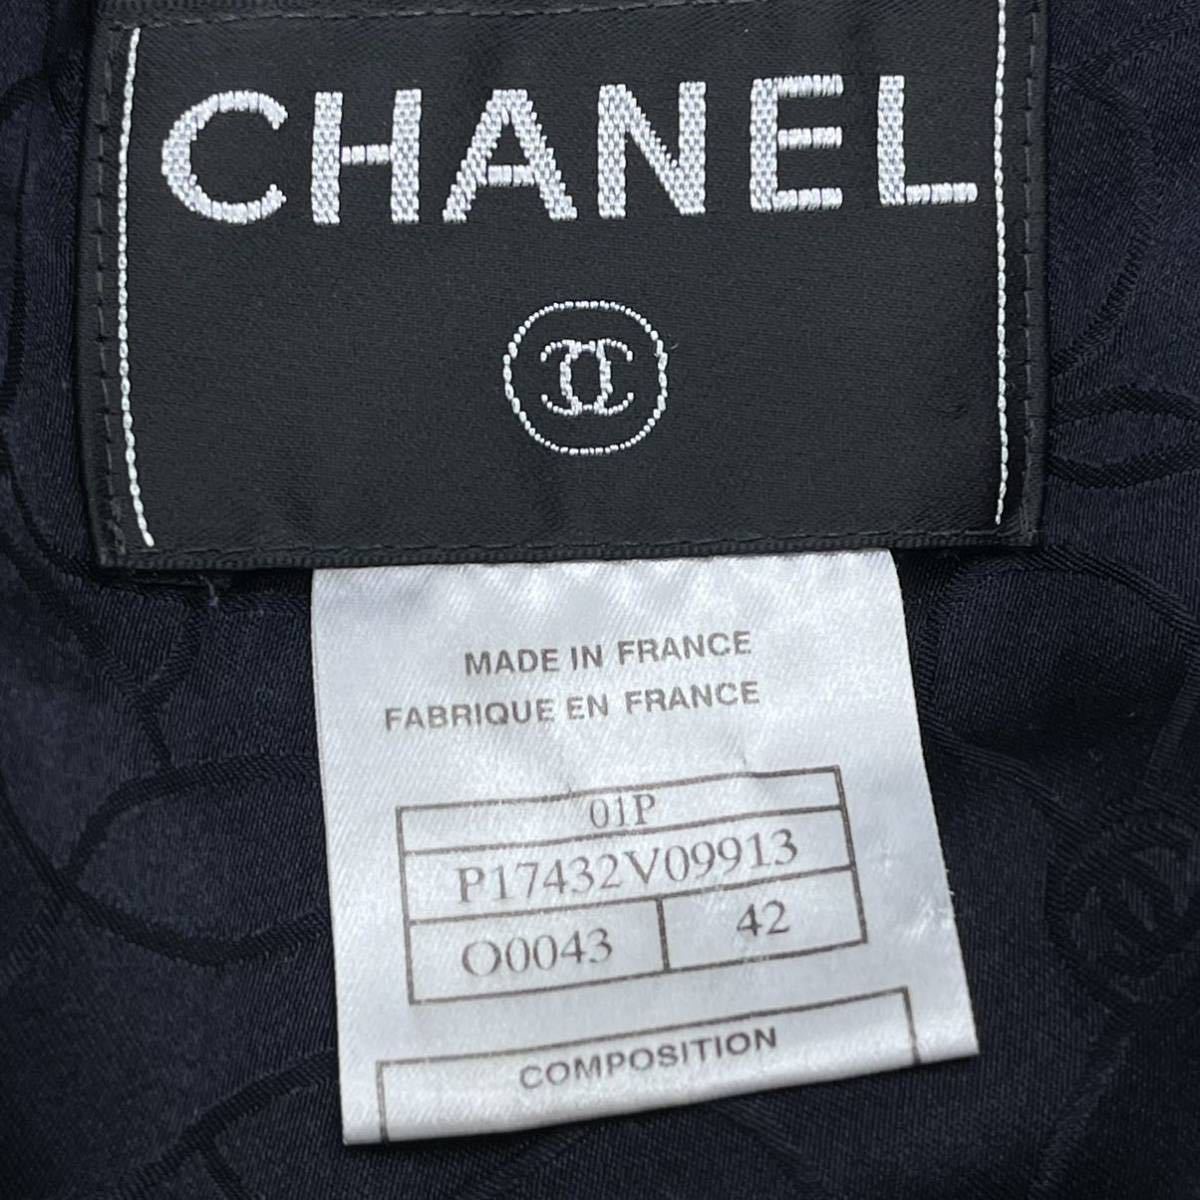 CHANEL
MADE IN FRANCE
FABRIQUE EN FRANCE
01P
P17432V09913
O0043 42
COMPOSITION